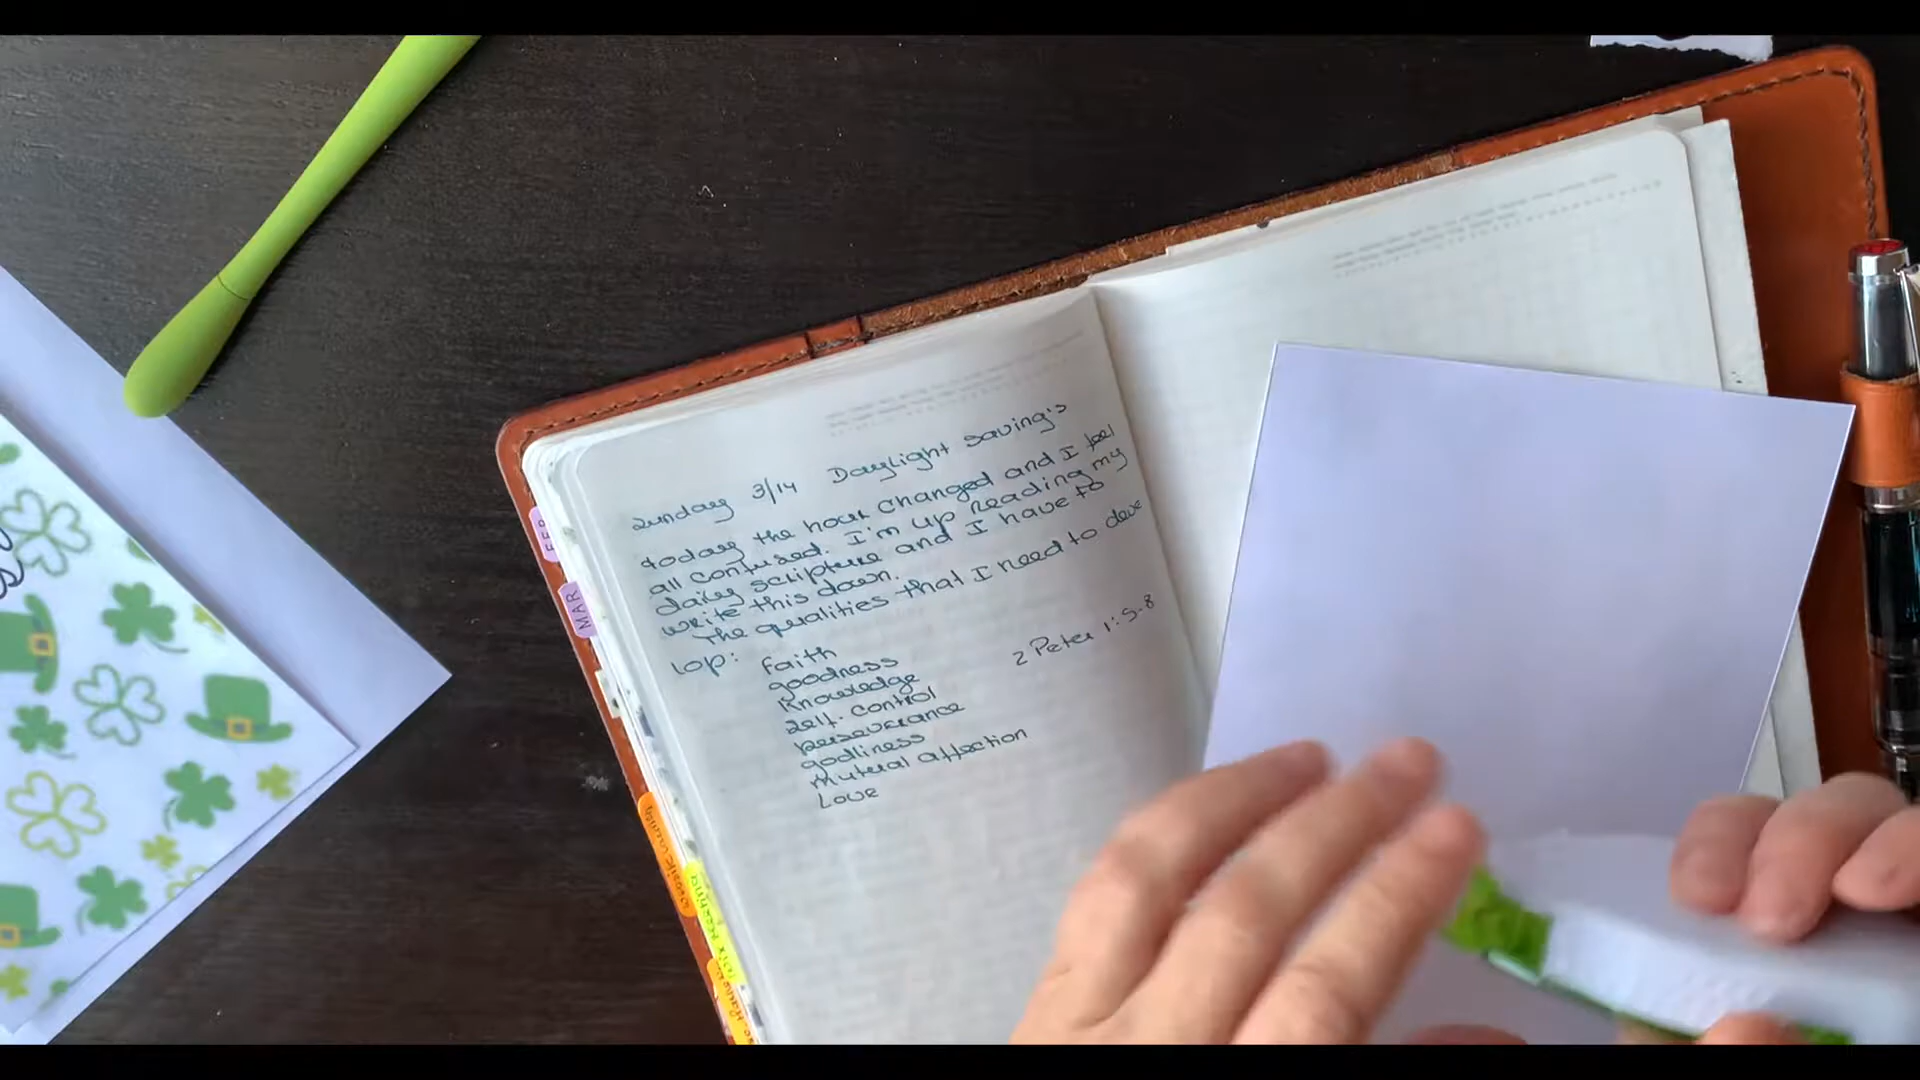 Sunday 3/14 Daylight Saving's
today the hour changed and I feel
all confused. I'm up reading my
daily scripture and I have to
write this down.
The qualities that I need to deve
lop: Faith
goodness
Knowledge
2 Peter 1:5-8
Self-control
perseverance
godliness
Muteral affection
Love
FEB
MAR